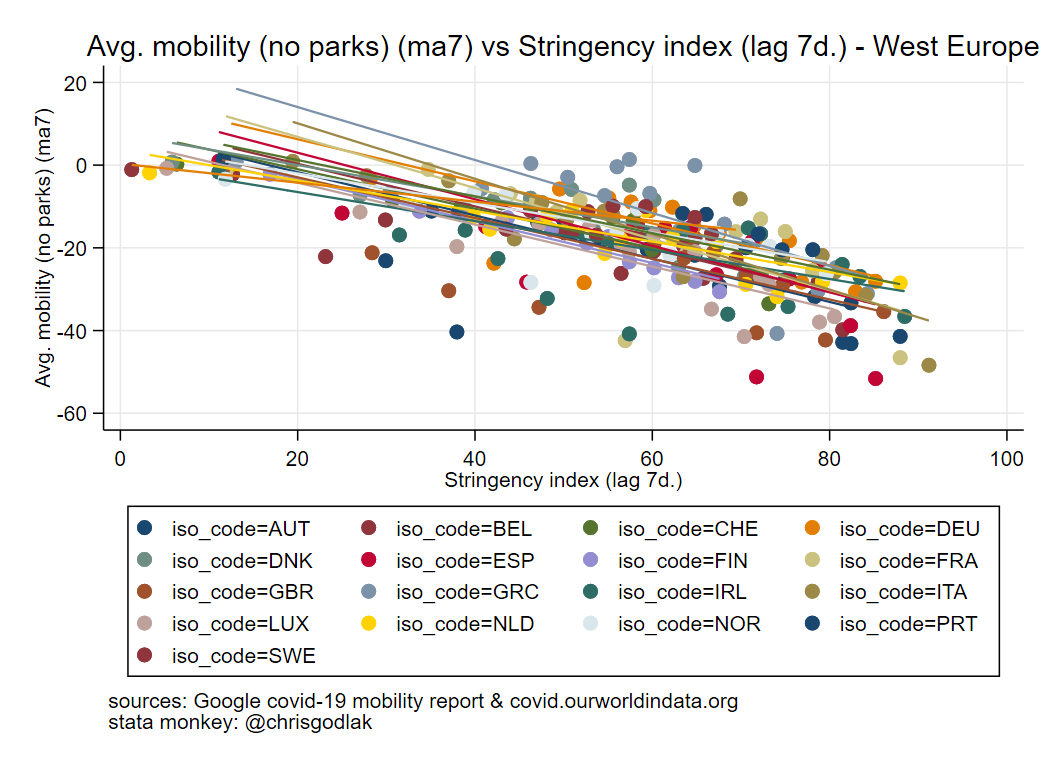 Avg. mobility (no parks) (ma7) vs Stringency index (lag 7d.) - West Europe
Avg. mobility (no parks) (ma7)
20
0
-20
-40
-60
0 20 40 60 80 100
Stringency index (lag 7d.)
iso_code=AUT iso_code=BEL iso_code=CHE iso_code=DEU
iso_code=DNK iso_code=ESP iso_code=FIN iso_code=FRA
iso_code=GBR iso_code=GRC iso_code=IRL iso_code=ITA
iso_code=LUX iso_code=NLD iso_code=NOR iso_code=PRT
iso_code=SWE
sources: Google covid-19 mobility report & covid.ourworldindata.org
stata monkey: @chrisgodlak